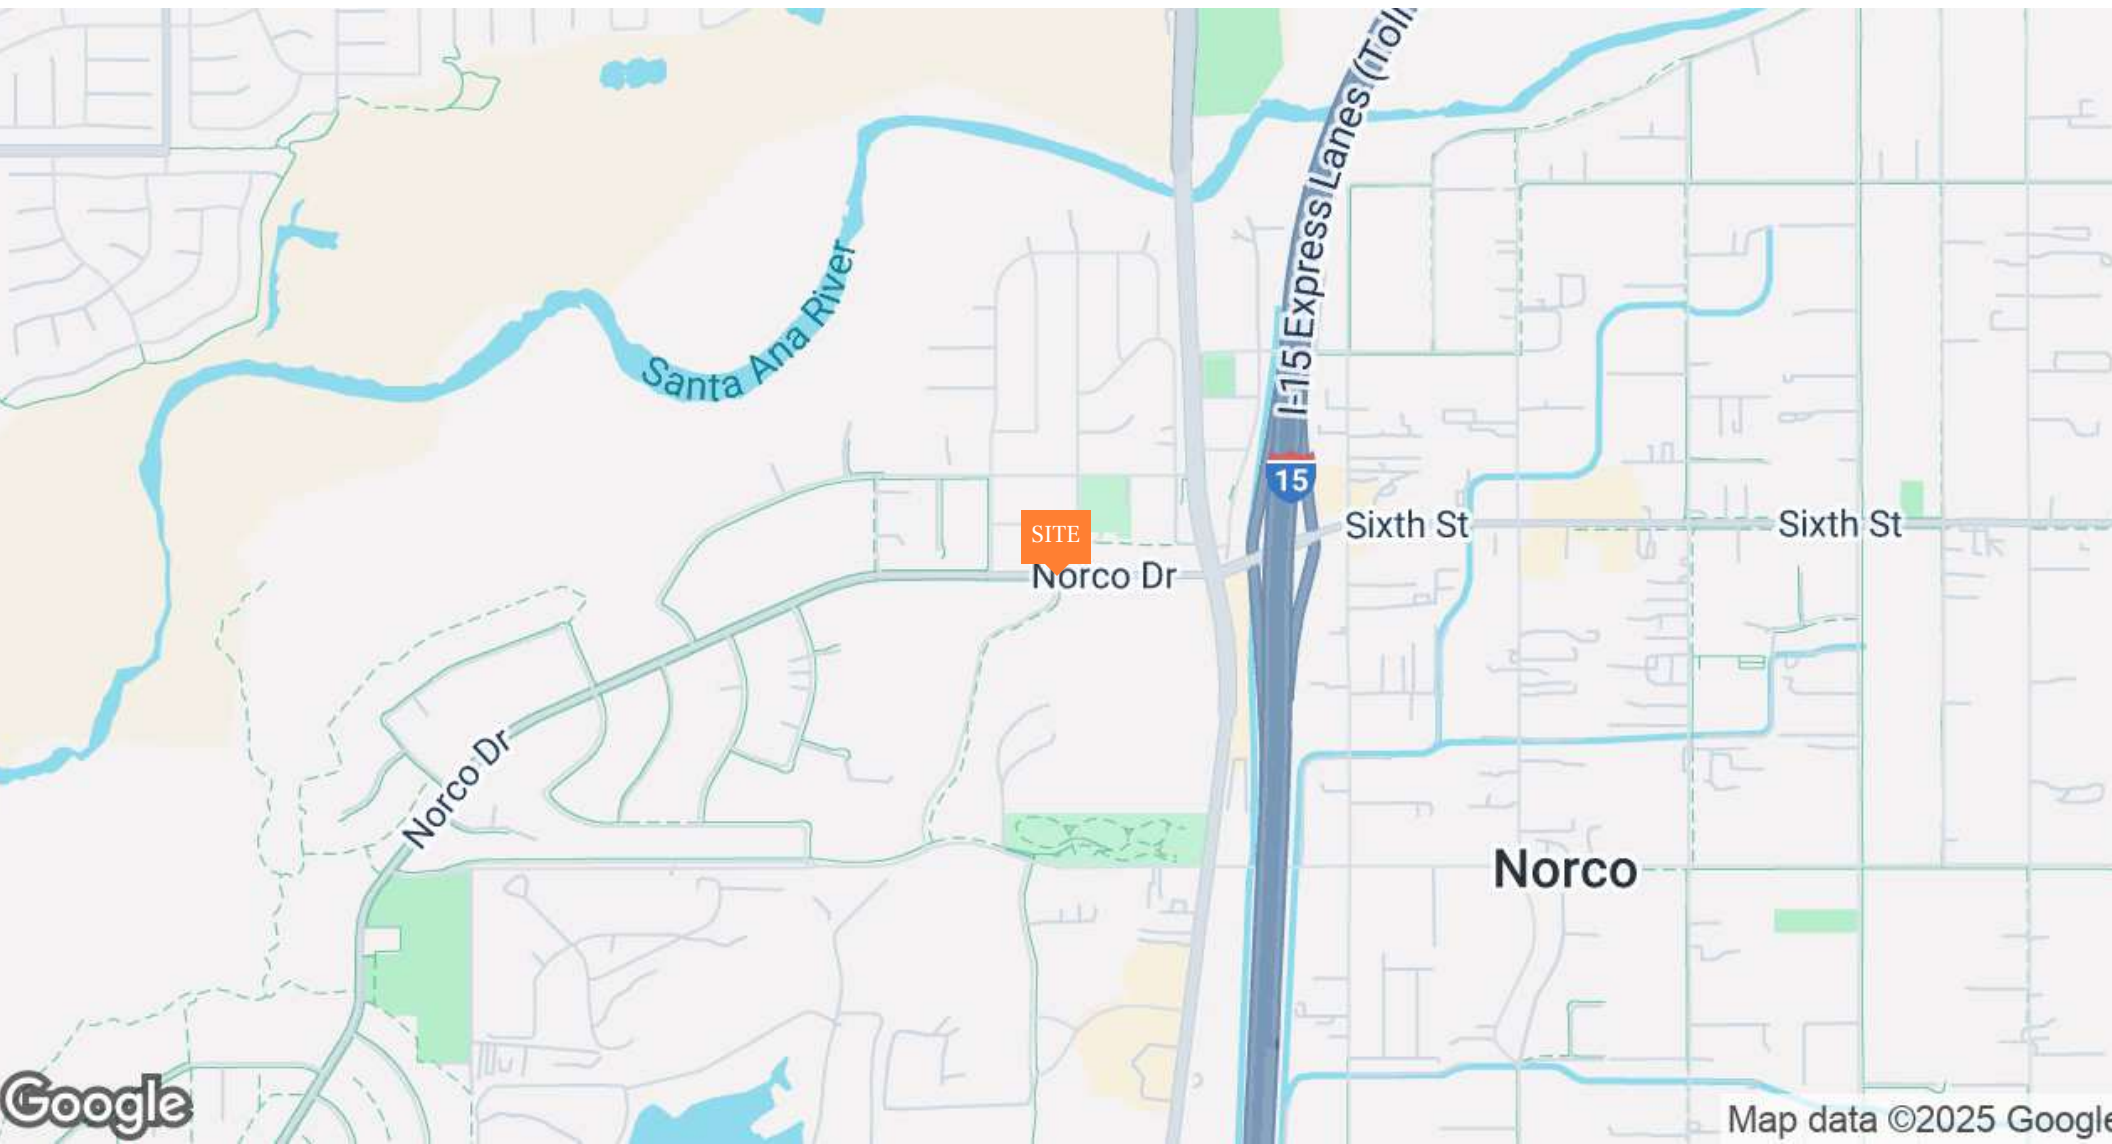 I-15 Express Lanes (Toll
Santa Ana River
15
Sixth St
Sixth St
SITE
Norco Dr
Norco Dr
Norco
Google
Map data ©2025 Google